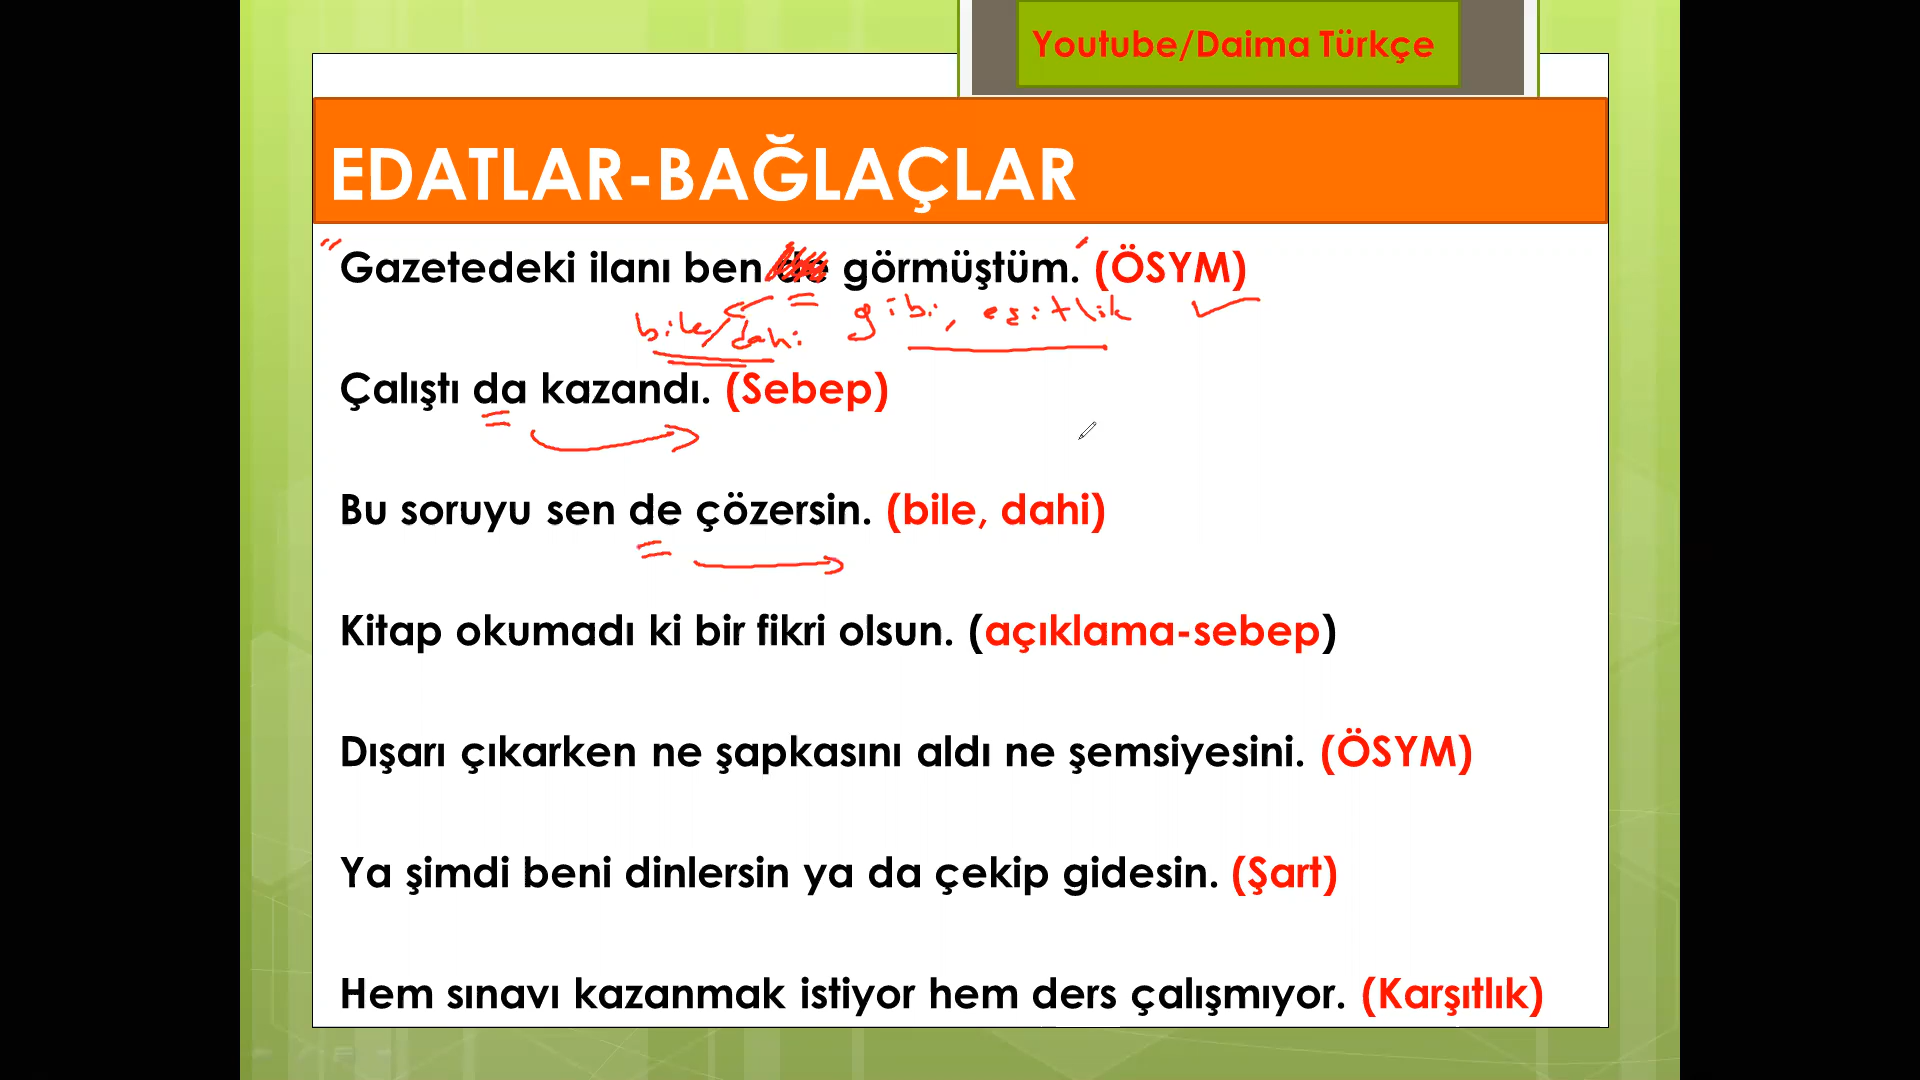 Youtube/Daima Türkçe
EDATLAR-BAĞLAÇLAR
"Gazetedeki ilanı ben de görmüştüm." (ÖSYM)
bile/dahi gibi, eşitlik
Çalıştı da kazandı. (Sebep)
Bu soruyu sen de çözersin. (bile, dahi)
Kitap okumadı ki bir fikri olsun. (açıklama-sebep)
Dışarı çıkarken ne şapkasını aldı ne şemsiyesini. (ÖSYM)
Ya şimdi beni dinlersin ya da çekip gidesin. (Şart)
Hem sınavı kazanmak istiyor hem ders çalışmıyor. (Karşıtlık)